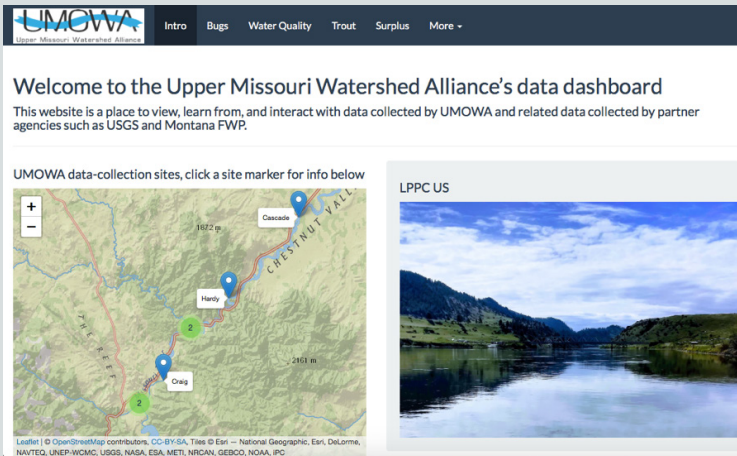 UMOWA
Upper Missouri Watershed Alliance
Intro Bugs Water Quality Trout Surplus More
Welcome to the Upper Missouri Watershed Alliance's data dashboard
This website is a place to view, learn from, and interact with data collected by UMOWA and related data collected by partner
agencies such as USGS and Montana FWP.
UMOWA data-collection sites, click a site marker for info below
+
−
Cascade
1872 m
CHESTNUT VALL
Hardy
2
THE REEF
2161 m
Craig
2
Leaflet | © OpenStreetMap contributors, CC-BY-SA, Tiles © Esri — National Geographic, Esri, DeLorme,
NAVTEQ, UNEP-WCMC, USGS, NASA, ESA, METI, NRCAN, GEBCO, NOAA, iPC
LPPC US